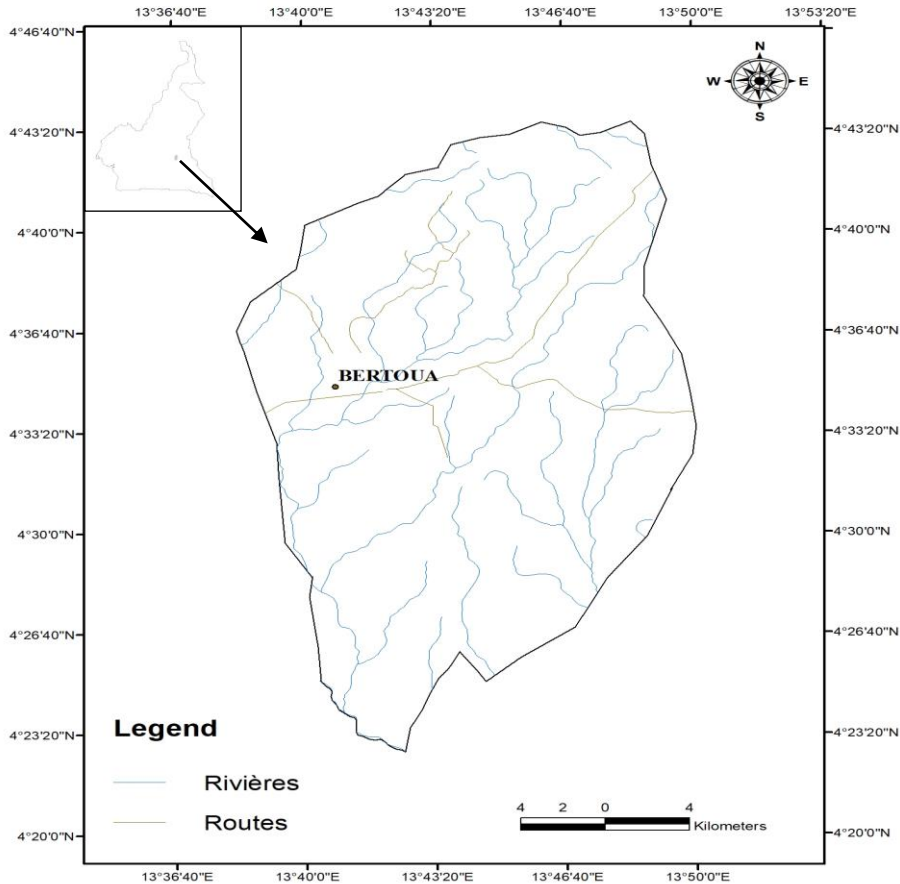 13°36'40"E 13°40'0"E 13°43'20"E 13°46'40"E 13°50'0"E 13°53'20"E
4°46'40"N
N
W E
S
4°43'20"N 4°43'20"N
4°40'0"N 4°40'0"N
4°36'40"N 4°36'40"N
BERTOUA
4°33'20"N 4°33'20"N
4°30'0"N 4°30'0"N
4°26'40"N 4°26'40"N
4°23'20"N 4°23'20"N
Legend
Rivières
Routes
4 2 0 4
Kilometers
4°20'0"N 4°20'0"N
13°36'40"E 13°40'0"E 13°43'20"E 13°46'40"E 13°50'0"E